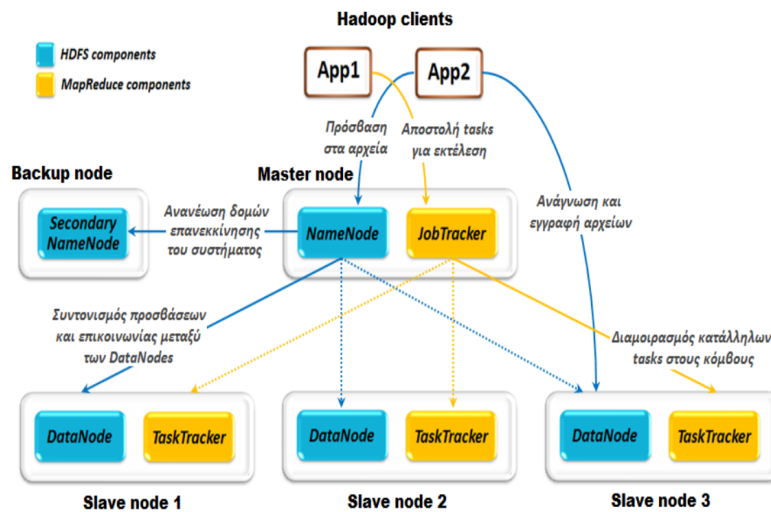 Hadoop clients
HDFS components
MapReduce components
App1
App2
Πρόσβαση
στα αρχεία
Αποστολή tasks
για εκτέλεση
Backup node
Master node
Ανάγνωση και
εγγραφή αρχείων
Secondary
NameNode
Ανανέωση δομών
επανεκκίνησης
του συστήματος
NameNode
JobTracker
Συντονισμός προσβάσεων
και επικοινωνίας μεταξύ
των DataNodes
Διαμοιρασμός κατάλληλων
tasks στους κόμβους
DataNode
TaskTracker
DataNode
TaskTracker
DataNode
TaskTracker
Slave node 1
Slave node 2
Slave node 3